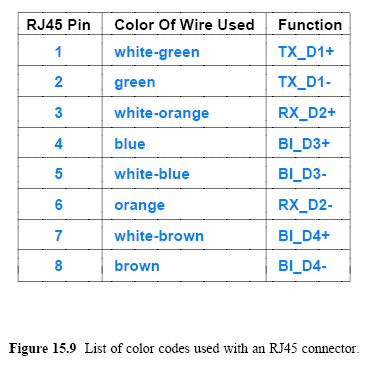 RJ45 Pin Color Of Wire Used Function
1 white-green TX_D1+
2 green TX_D1-
3 white-orange RX_D2+
4 blue BI_D3+
5 white-blue BI_D3-
6 orange RX_D2-
7 white-brown BI_D4+
8 brown BI_D4-
Figure 15.9 List of color codes used with an RJ45 connector.